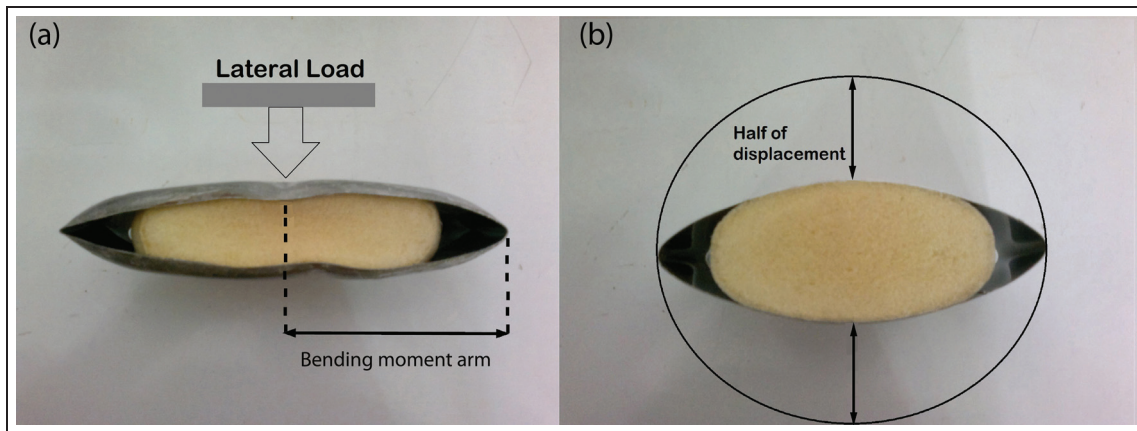 (a)
Lateral Load
Bending moment arm
(b)
Half of
displacement